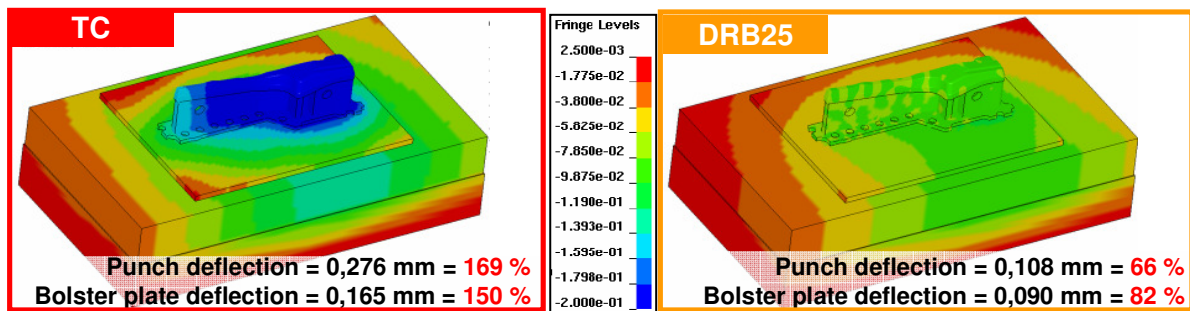 TC
Punch deflection = 0,276 mm = 169 %
Bolster plate deflection = 0,165 mm = 150 %
Fringe Levels
2.500e-03
-1.775e-02
-3.800e-02
-5.825e-02
-7.850e-02
-9.875e-02
-1.190e-01
-1.393e-01
-1.595e-01
-1.798e-01
-2.000e-01
DRB25
Punch deflection = 0,108 mm = 66 %
Bolster plate deflection = 0,090 mm = 82 %